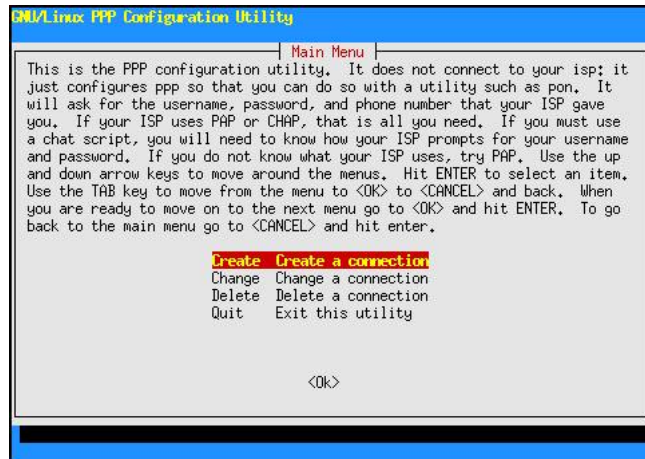 GNU/Linux PPP Configuration Utility
Main Menu
This is the PPP configuration utility. It does not connect to your isp: it
just configures ppp so that you can do so with a utility such as pon. It
will ask for the username, password, and phone number that your ISP gave
you. If your ISP uses PAP or CHAP, that is all you need. If you must use
a chat script, you will need to know how your ISP prompts for your username
and password. If you do not know what your ISP uses, try PAP. Use the up
and down arrow keys to move around the menus. Hit ENTER to select an item.
Use the TAB key to move from the menu to <OK> to <CANCEL> and back. When
you are ready to move on to the next menu go to <OK> and hit ENTER. To go
back to the main menu go to <CANCEL> and hit enter.
Create Create a connection
Change Change a connection
Delete Delete a connection
Quit Exit this utility
<Ok>